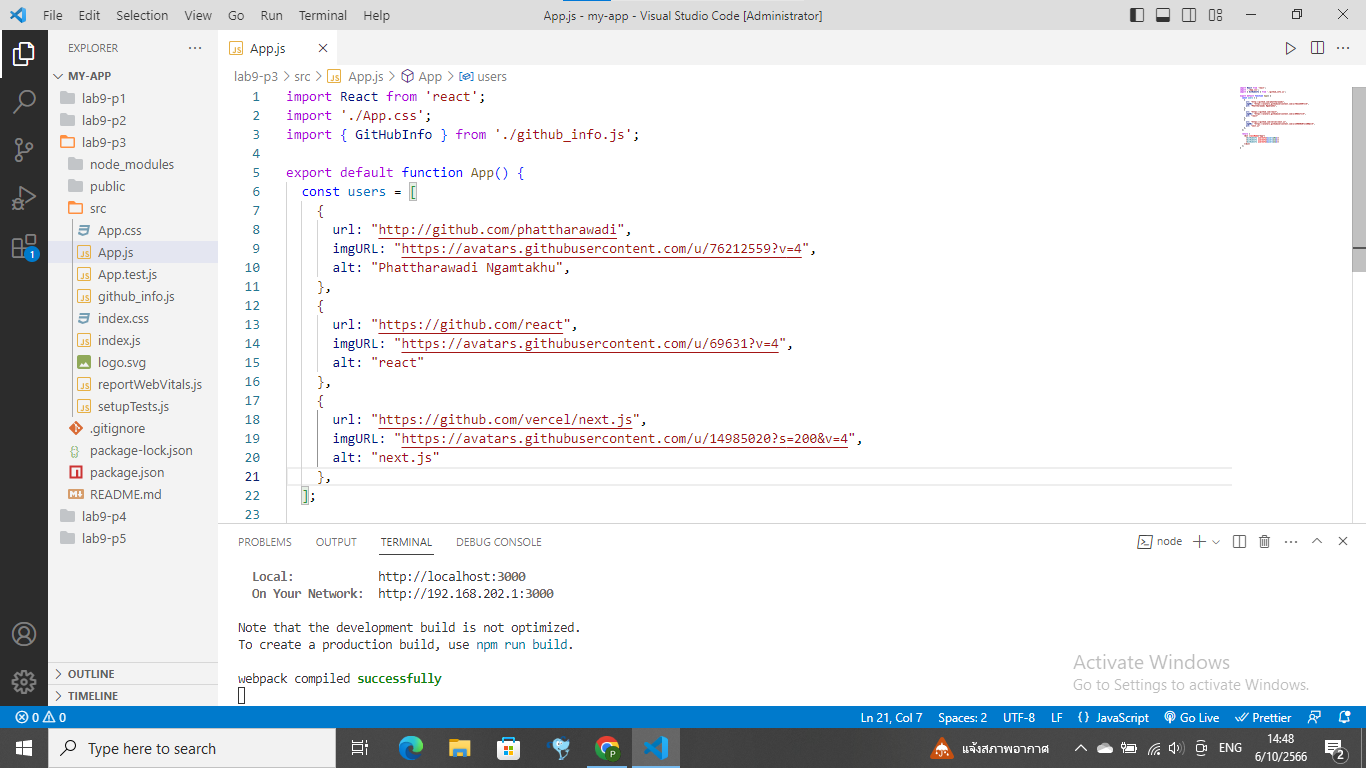 File Edit Selection View Go Run Terminal Help App.js - my-app - Visual Studio Code [Administrator]
EXPLORER
MY-APP
lab9-p1
lab9-p2
lab9-p3
node_modules
public
src
App.css
App.js
App.test.js
github_info.js
index.css
index.js
logo.svg
reportWebVitals.js
setupTests.js
.gitignore
package-lock.json
package.json
README.md
lab9-p4
lab9-p5
OUTLINE
TIMELINE
1
App.js
lab9-p3 > src > App.js > App > users
1 import React from 'react';
2 import './App.css';
3 import { GitHubInfo } from './github_info.js';
4
5 export default function App() {
6 const users = [
7 {
8 url: "http://github.com/phattharawadi",
9 imgURL: "https://avatars.githubusercontent.com/u/76212559?v=4",
10 alt: "Phattharawadi Ngamtakhu",
11 },
12 {
13 url: "https://github.com/react",
14 imgURL: "https://avatars.githubusercontent.com/u/69631?v=4",
15 alt: "react"
16 },
17 {
18 url: "https://github.com/vercel/next.js",
19 imgURL: "https://avatars.githubusercontent.com/u/14985020?s=200&v=4",
20 alt: "next.js"
21 },
22 ];
23
PROBLEMS OUTPUT TERMINAL DEBUG CONSOLE node
Local: http://localhost:3000
On Your Network: http://192.168.202.1:3000
Note that the development build is not optimized.
To create a production build, use npm run build.
webpack compiled successfully
Activate Windows
Go to Settings to activate Windows.
0 0 Ln 21, Col 7 Spaces: 2 UTF-8 LF {} JavaScript Go Live Prettier
Type here to search แจ้งสภาพอากาศ ENG 14:48
6/10/2566 2